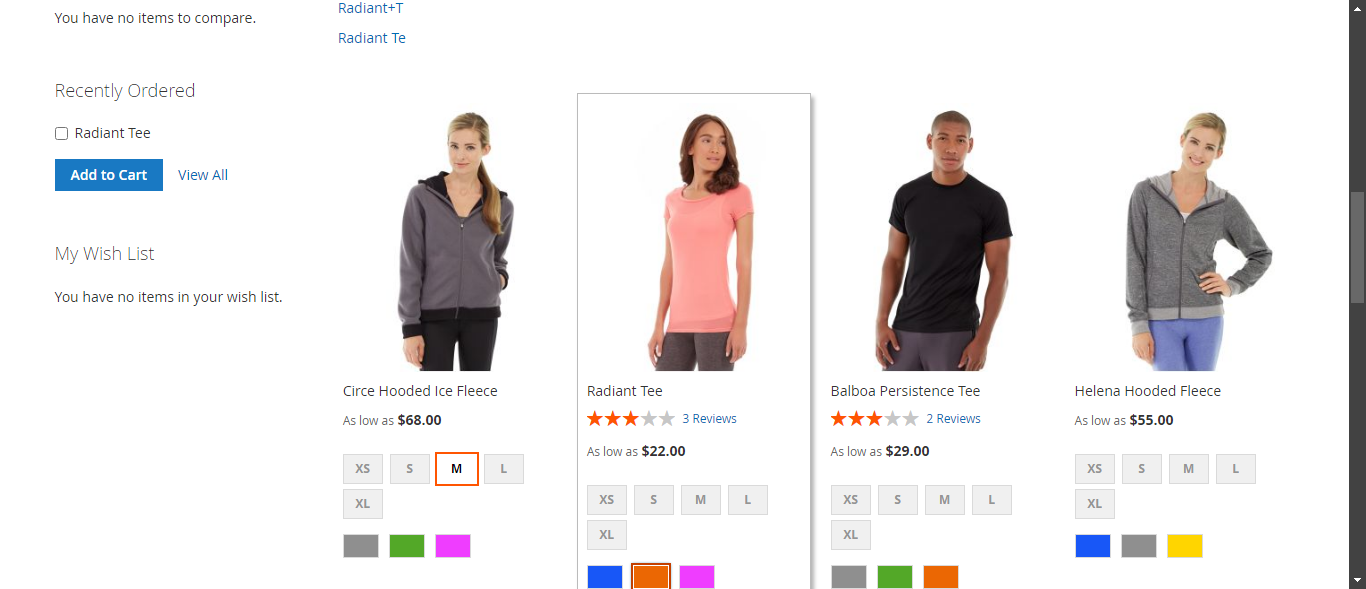 You have no items to compare.
Radiant+T
Radiant Te
Recently Ordered
Radiant Tee
Add to Cart
View All
My Wish List
You have no items in your wish list.
Circe Hooded Ice Fleece
As low as $68.00
XS S M L
XL
Radiant Tee
3 Reviews
As low as $22.00
XS S M L
XL
Balboa Persistence Tee
2 Reviews
As low as $29.00
XS S M L
XL
Helena Hooded Fleece
As low as $55.00
XS S M L
XL